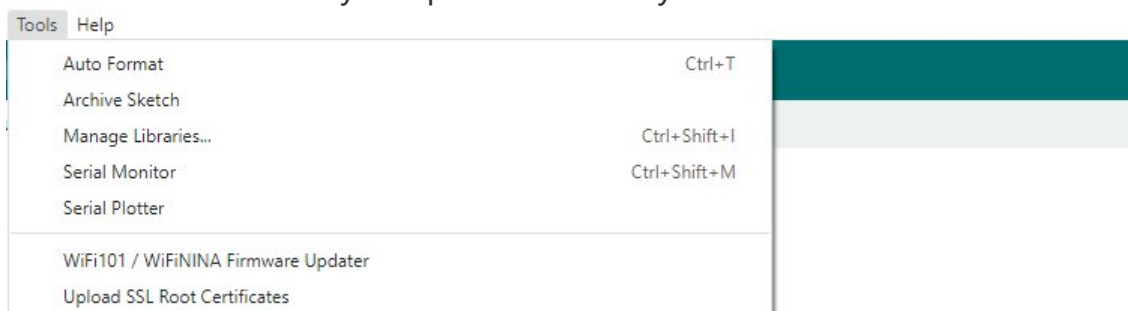 Tools Help
Auto Format Ctrl+T
Archive Sketch
Manage Libraries... Ctrl+Shift+I
Serial Monitor Ctrl+Shift+M
Serial Plotter
WiFi101 / WiFiNINA Firmware Updater
Upload SSL Root Certificates